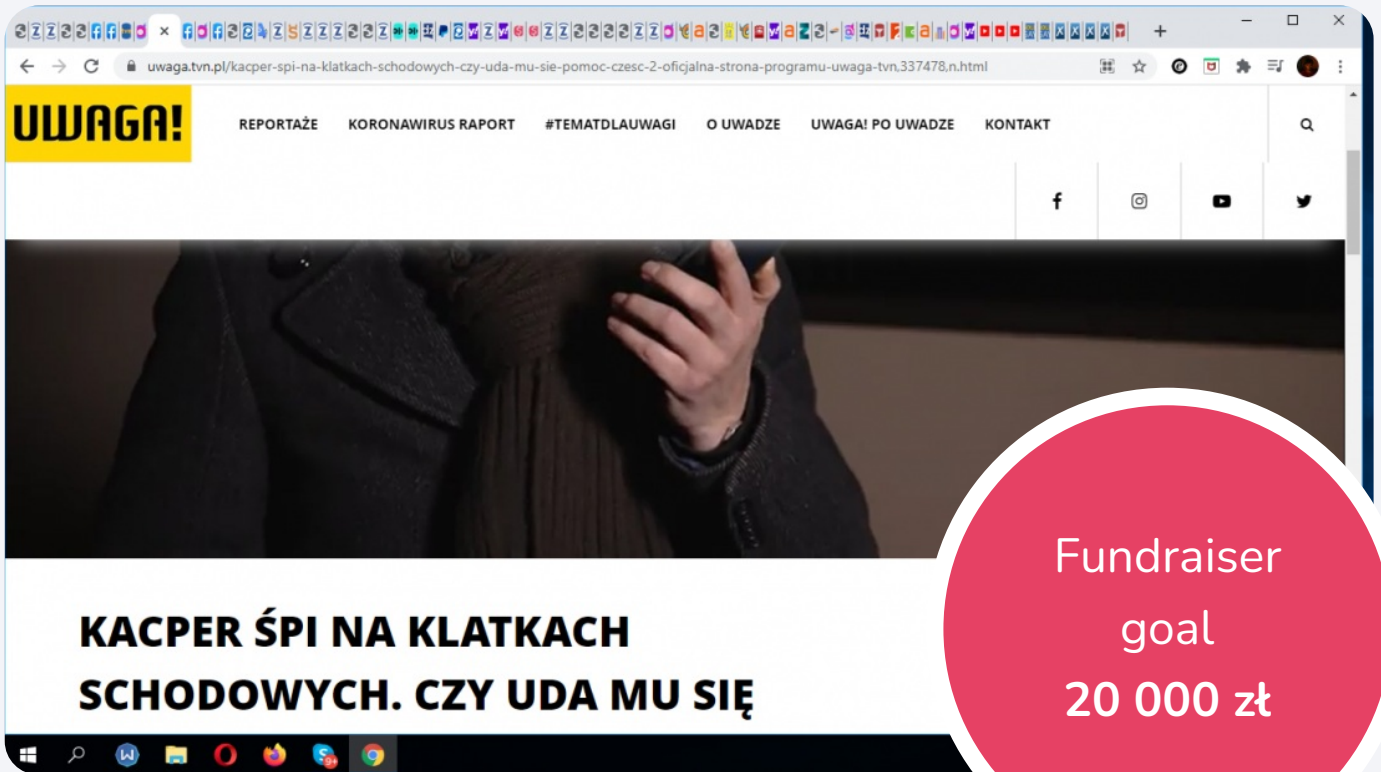 uwaga.tvn.pl/kacper-spi-na-klatkach-schodowych-czy-uda-mu-sie-pomoc-czesc-2-oficjalna-strona-programu-uwaga-tvn,337478,n.html
UWAGA!
REPORTAŻE KORONAWIRUS RAPORT #TEMATDLAUWAGI O UWADZE UWAGA! PO UWADZE KONTAKT
KACPER ŚPI NA KLATKACH
SCHODOWYCH. CZY UDA MU SIĘ
Fundraiser
goal
20 000 zł